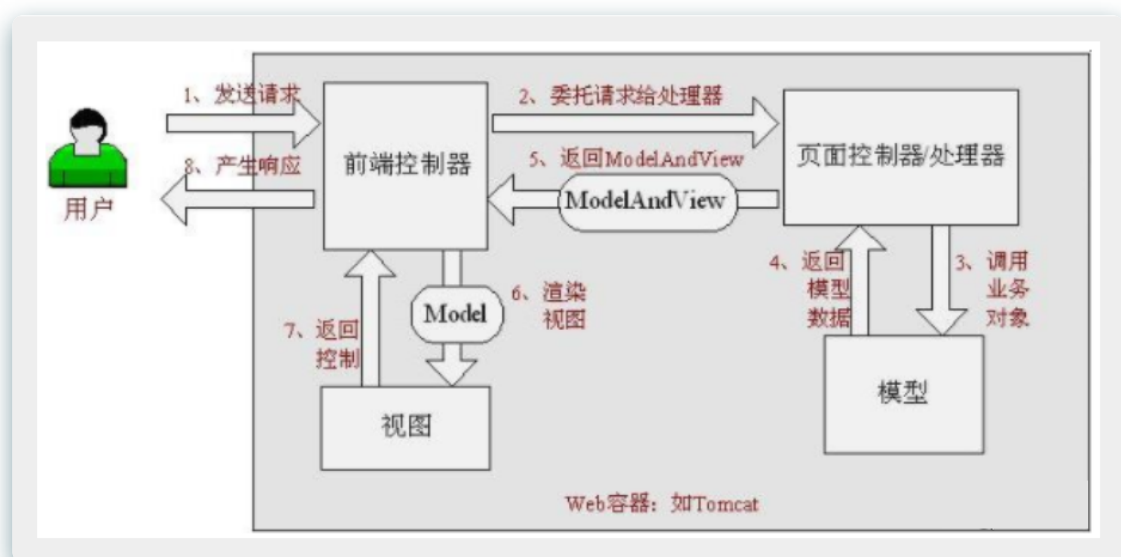 1、发送请求
2、委托请求给处理器
8、产生响应
前端控制器
5、返回ModelAndView
ModelAndView
页面控制器/处理器
用户
4、返回
模型
数据
3、调用
业务
对象
6、渲染
视图
Model
7、返回
控制
视图
模型
Web容器：如Tomcat